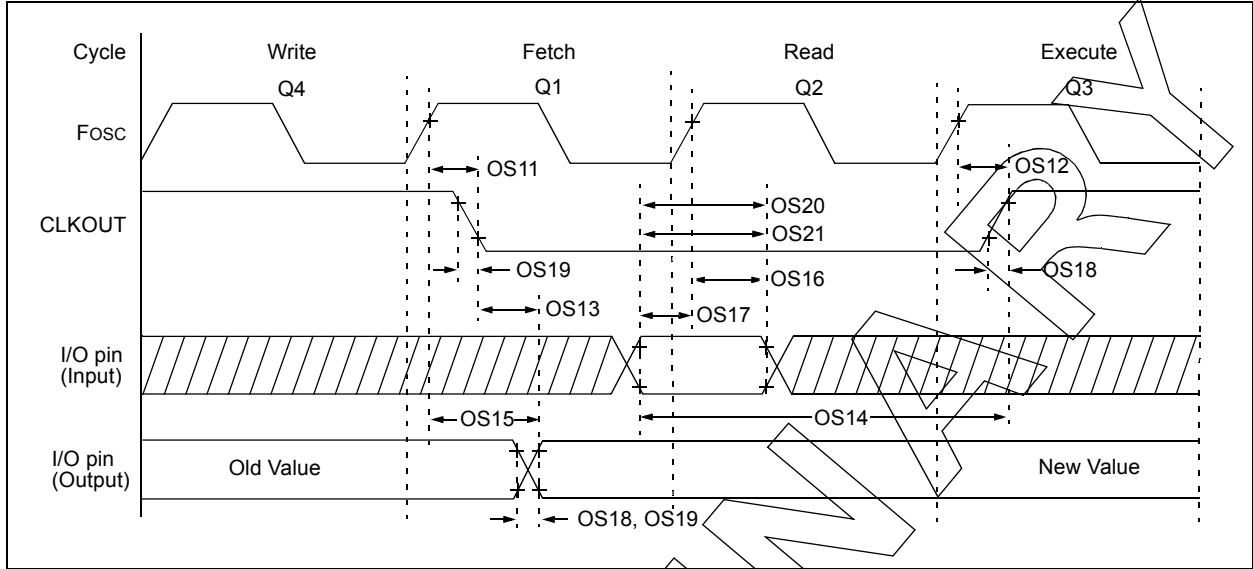 Cycle Write Fetch Read Execute
Q4 Q1 Q2 Q3
FOSC
OS11 OS12
CLKOUT
OS20
OS21
OS19 OS16 OS18
OS13 OS17
I/O pin
(Input)
OS15 OS14
I/O pin
(Output)
Old Value New Value
OS18, OS19